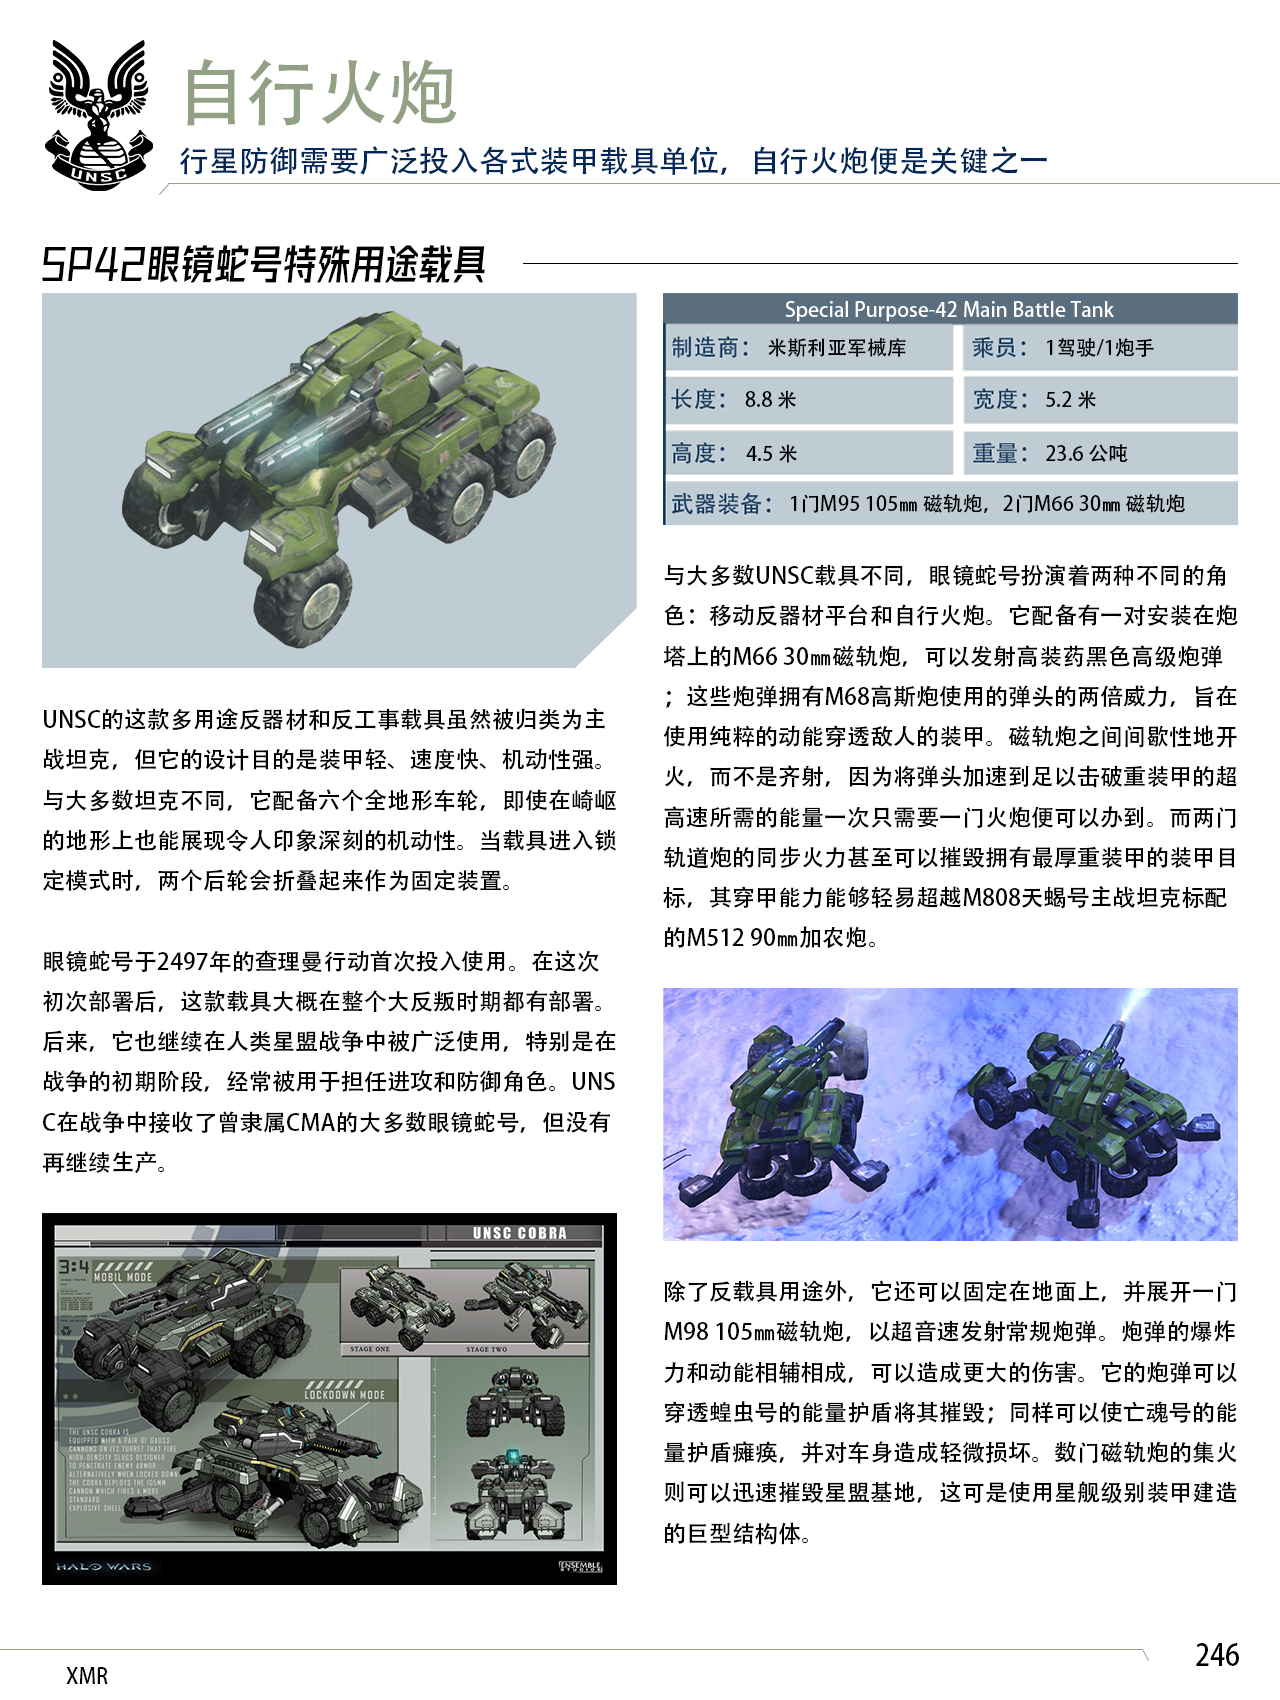 UNSC
自行火炮
行星防御需要广泛投入各式装甲载具单位，自行火炮便是关键之一
SP42眼镜蛇号特殊用途载具
Special Purpose-42 Main Battle Tank
制造商：米斯利亚军械库
乘员：1驾驶/1炮手
长度：8.8 米
宽度：5.2 米
高度：4.5 米
重量：23.6 公吨
武器装备：1门M95 105㎜ 磁轨炮，2门M66 30㎜ 磁轨炮
UNSC的这款多用途反器材和反工事载具虽然被归类为主
战坦克，但它的设计目的是装甲轻、速度快、机动性强。
与大多数坦克不同，它配备六个全地形车轮，即使在崎岖
的地形上也能展现令人印象深刻的机动性。当载具进入锁
定模式时，两个后轮会折叠起来作为固定装置。
眼镜蛇号于2497年的查理曼行动首次投入使用。在这次
初次部署后，这款载具大概在整个大反叛时期都有部署。
后来，它也继续在人类星盟战争中被广泛使用，特别是在
战争的初期阶段，经常被用于担任进攻和防御角色。UNS
C在战争中接收了曾隶属CMA的大多数眼镜蛇号，但没有
再继续生产。
UNSC COBRA
3:4
MOBIL MODE
STAGE ONE
STAGE TWO
LOCKDOWN MODE
THE UNSC COBRA IS
EQUIPPED WITH A PAIR OF GAUSS
CANNONS ON ITS TURRET THAT FIRE
HIGH-DENSITY SLUGS DESIGNED
TO PENETRATE ENEMY ARMOR.
ALTERNATIVELY WHEN LOCKED DOWN
THE COBRA DEPLOYS THE 105MM
CANNON WHICH FIRES A MORE
STANDARD
EXPLOSIVE SHELL
HALO WARS
ENSEMBLE
STUDIOS
与大多数UNSC载具不同，眼镜蛇号扮演着两种不同的角
色：移动反器材平台和自行火炮。它配备有一对安装在炮
塔上的M66 30㎜磁轨炮，可以发射高装药黑色高级炮弹
；这些炮弹拥有M68高斯炮使用的弹头的两倍威力，旨在
使用纯粹的动能穿透敌人的装甲。磁轨炮之间间歇性地开
火，而不是齐射，因为将弹头加速到足以击破重装甲的超
高速所需的能量一次只需要一门火炮便可以办到。而两门
轨道炮的同步火力甚至可以摧毁拥有最厚重装甲的装甲目
标，其穿甲能力能够轻易超越M808天蝎号主战坦克标配
的M512 90㎜加农炮。
除了反载具用途外，它还可以固定在地面上，并展开一门
M98 105㎜磁轨炮，以超音速发射常规炮弹。炮弹的爆炸
力和动能相辅相成，可以造成更大的伤害。它的炮弹可以
穿透蝗虫号的能量护盾将其摧毁；同样可以使亡魂号的能
量护盾瘫痪，并对车身造成轻微损坏。数门磁轨炮的集火
则可以迅速摧毁星盟基地，这可是使用星舰级别装甲建造
的巨型结构体。
246
XMR